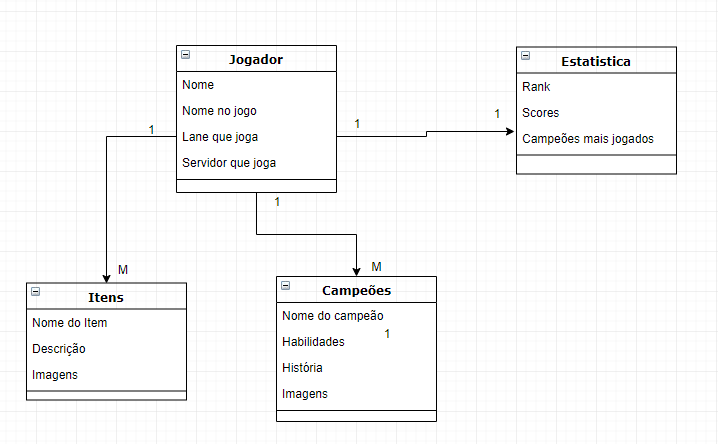 Jogador
Nome
Nome no jogo
Lane que joga
Servidor que joga
Estatistica
Rank
Scores
Campeões mais jogados
1
1
1
1
M
M
Itens
Nome do Item
Descrição
Imagens
Campeões
Nome do campeão
1
Habilidades
História
Imagens